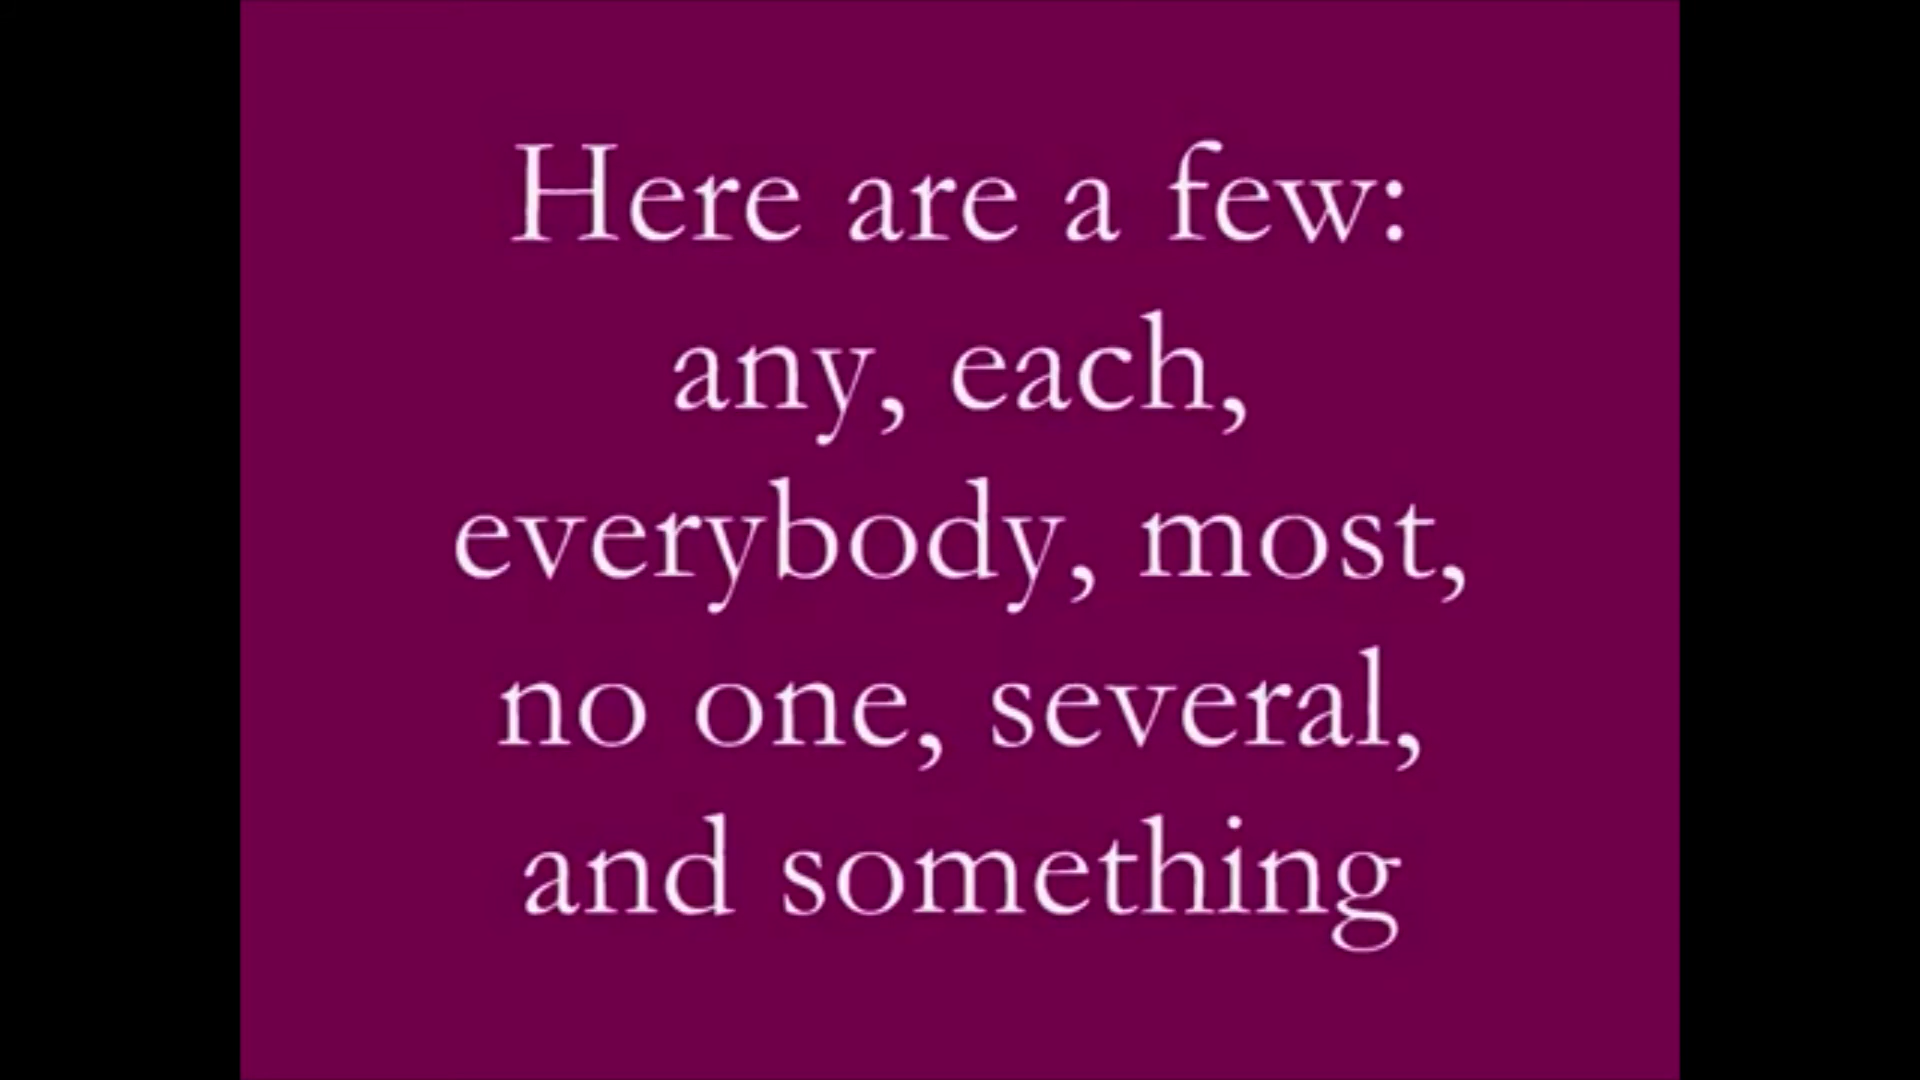 Here are a few:
any, each,
everybody, most,
no one, several,
and something